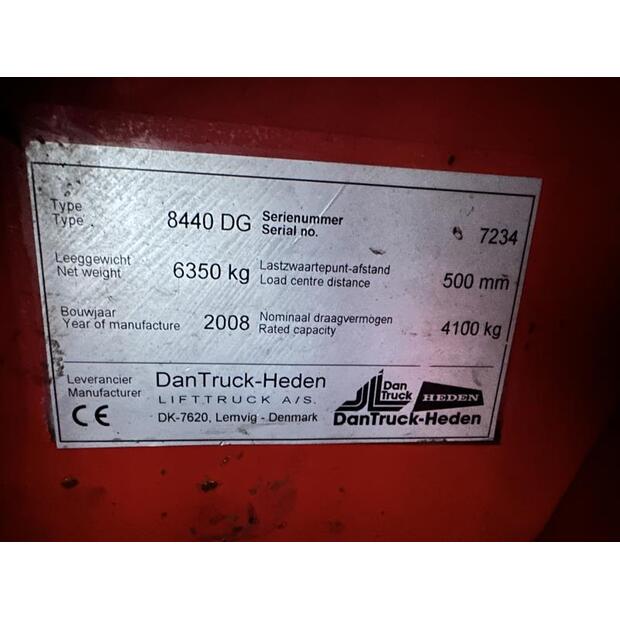 Type
Type
8440 DG
Serienummer
Serial no.
7234
Leeggewicht
Net weight
6350 kg
Lastzwaartepunt-afstand
Load centre distance
500 mm
Bouwjaar
Year of manufacture
2008
Nominaal draagvermogen
Rated capacity
4100 kg
Leverancier
Manufacturer
DanTruck-Heden
LIFTTRUCK A/S.
DK-7620, Lemvig - Denmark
CE
Dan
Truck
HEDEN
DanTruck-Heden